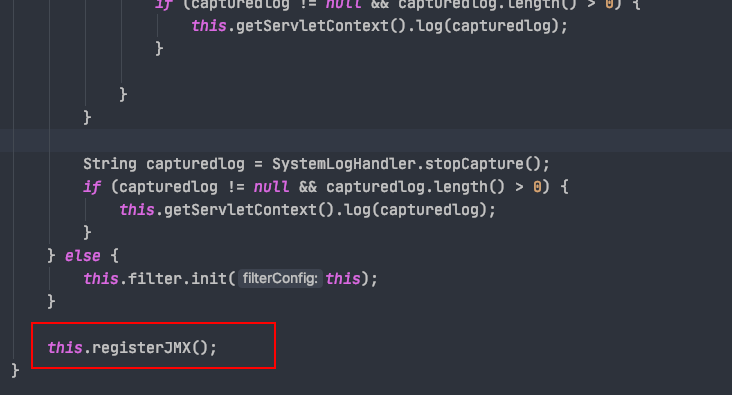 if (capturedlog != null && capturedlog.length() > 0) {
this.getServletContext().log(capturedlog);
}
}
}
String capturedlog = SystemLogHandler.stopCapture();
if (capturedlog != null && capturedlog.length() > 0) {
this.getServletContext().log(capturedlog);
}
} else {
this.filter.init( filterConfig: this);
}
this.registerJMX();
}